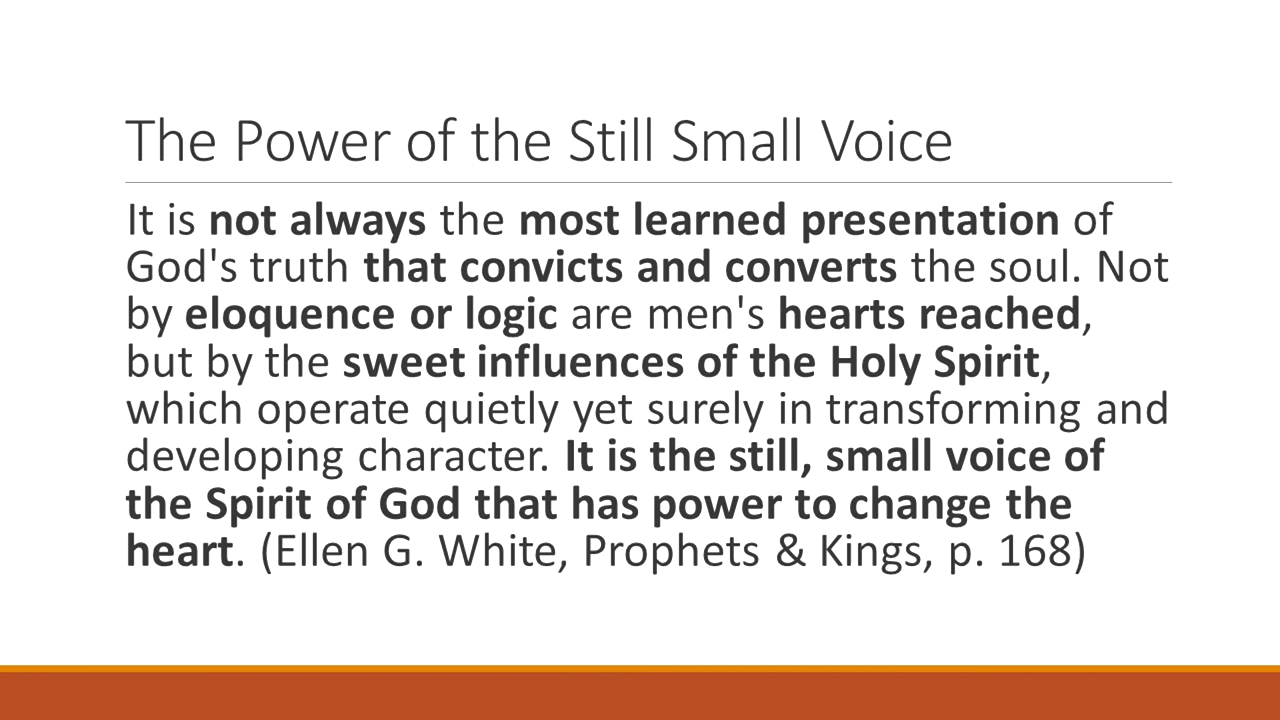 The Power of the Still Small Voice
It is not always the most learned presentation of
God's truth that convicts and converts the soul. Not
by eloquence or logic are men's hearts reached,
but by the sweet influences of the Holy Spirit,
which operate quietly yet surely in transforming and
developing character. It is the still, small voice of
the Spirit of God that has power to change the
heart. (Ellen G. White, Prophets & Kings, p. 168)